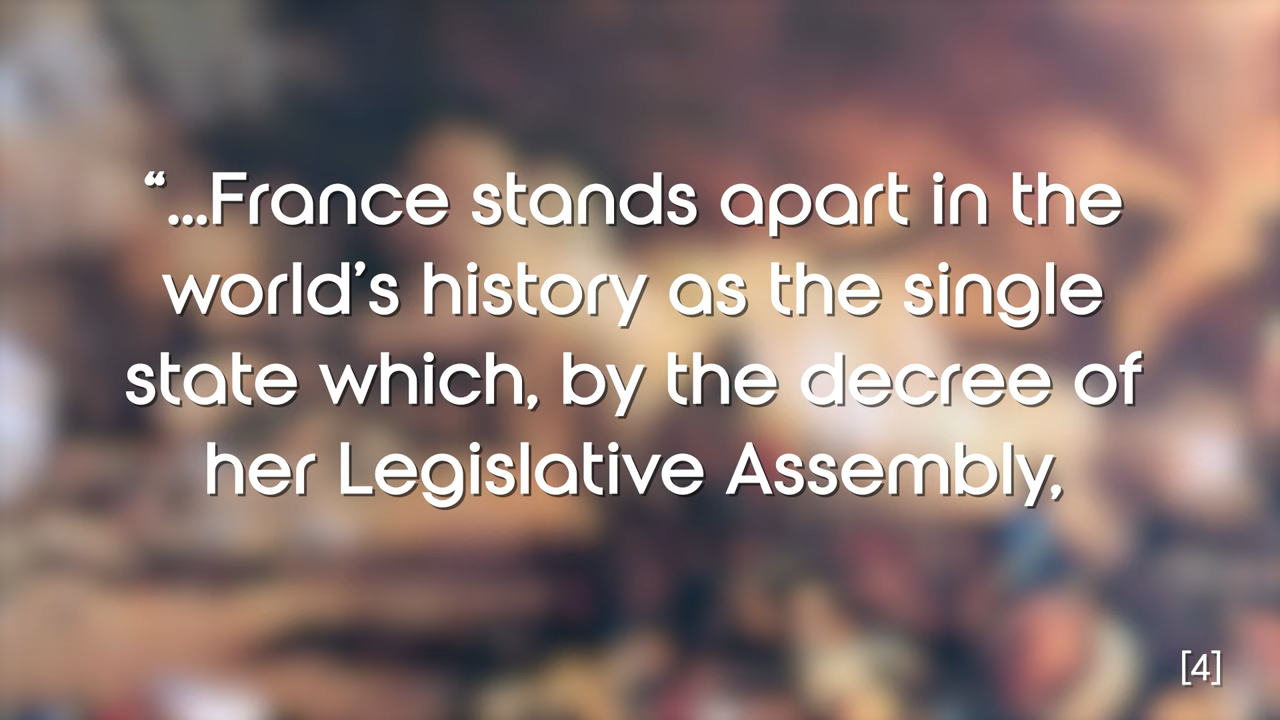 “...France stands apart in the
world’s history as the single
state which, by the decree of
her Legislative Assembly,
[4]